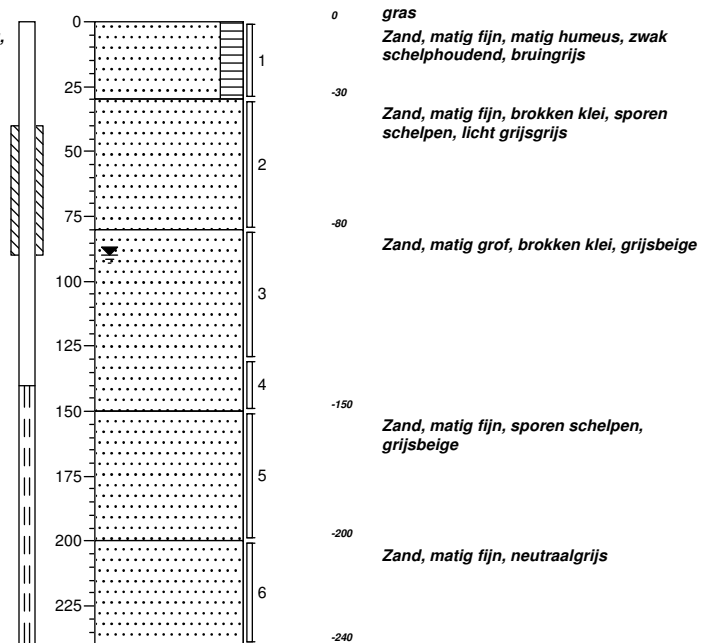 0
gras
0
Zand, matig fijn, matig humeus, zwak
schelphoudend, bruingrijs
1
25
-30
Zand, matig fijn, brokken klei, sporen
schelpen, licht grijsgrijs
50
2
75
-80
Zand, matig grof, brokken klei, grijsbeige
100
3
125
4
150
-150
Zand, matig fijn, sporen schelpen,
grijsbeige
175
5
200
-200
Zand, matig fijn, neutraalgrijs
225
6
-240